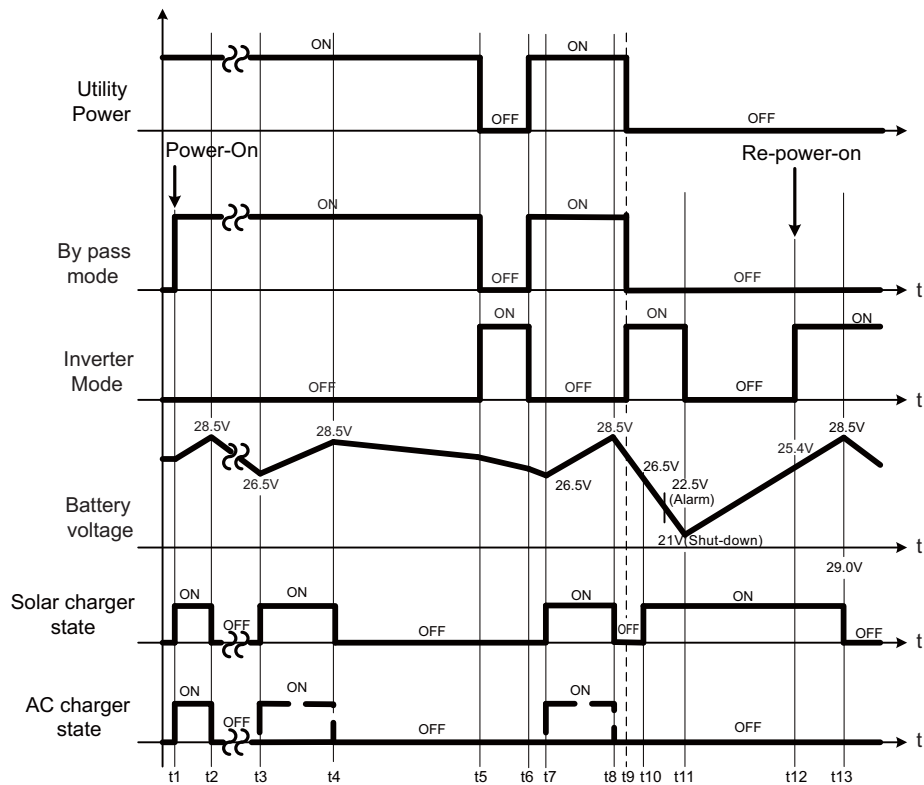 ON
ON
Utility
Power
OFF
OFF
Power-On
Re-power-on
ON
ON
By pass
mode
OFF
OFF
t
ON
ON
Inverter
Mode
OFF
OFF
OFF
t
28.5V
28.5V
28.5V
28.5V
26.5V
26.5V
26.5V
25.4V
22.5V
(Alarm)
Battery
voltage
21V(Shut-down)
t
29.0V
ON
ON
ON
ON
Solar charger
state
OFF
OFF
OFF
OFF
t
ON
ON
ON
AC charger
state
OFF
OFF
OFF
t
t1 t2 t3 t4 t5 t6 t7 t8 t9 t10 t11 t12 t13